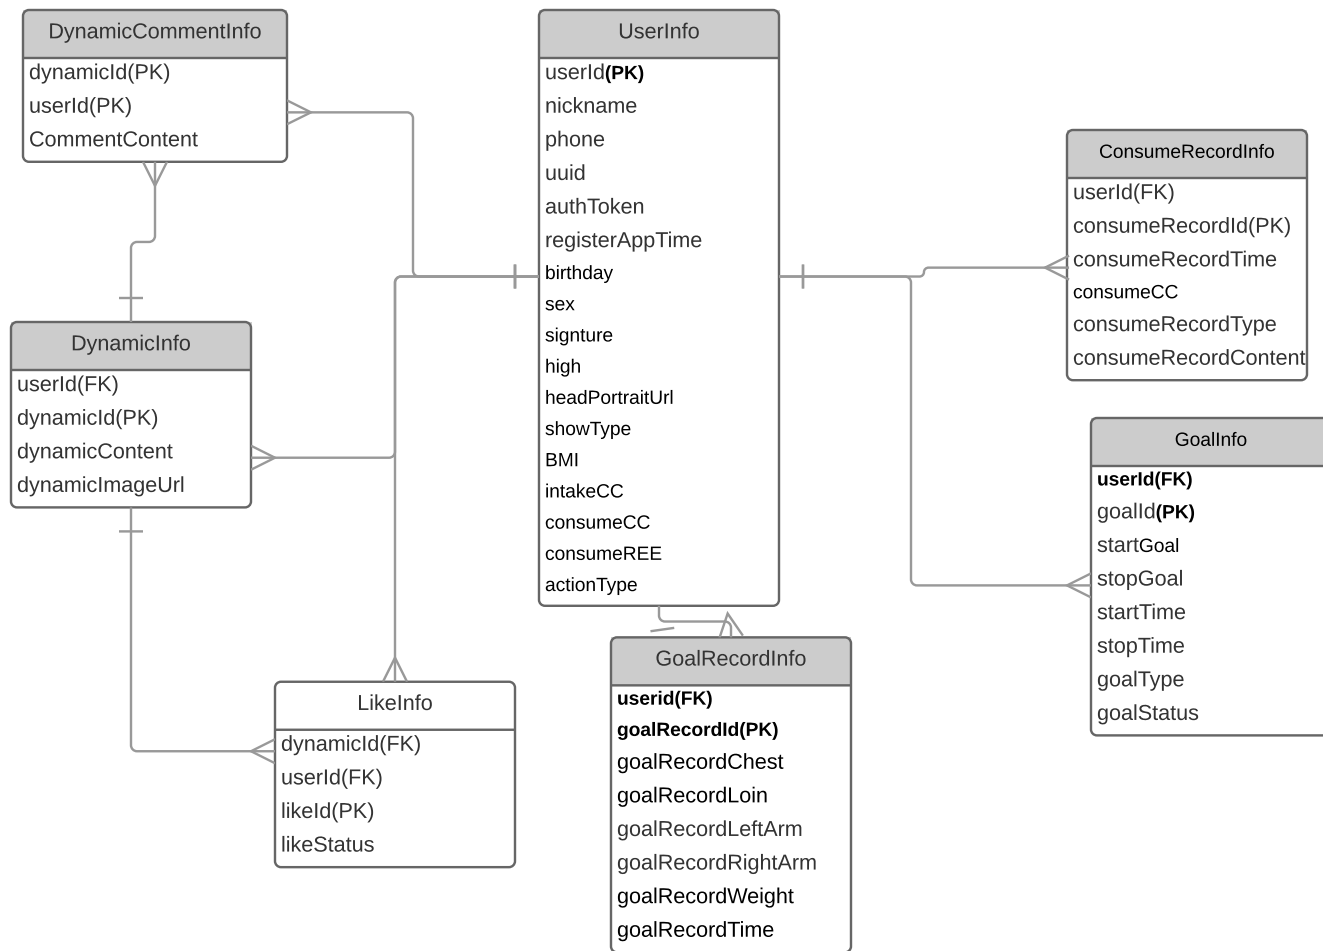 DynamicCommentInfo
dynamicId(PK)
userId(PK)
CommentContent
DynamicInfo
userId(FK)
dynamicId(PK)
dynamicContent
dynamicImageUrl
LikeInfo
dynamicId(FK)
userId(FK)
likeId(PK)
likeStatus
UserInfo
userId(PK)
nickname
phone
uuid
authToken
registerAppTime
birthday
sex
signture
high
headPortraitUrl
showType
BMI
intakeCC
consumeCC
consumeREE
actionType
GoalRecordInfo
userid(FK)
goalRecordId(PK)
goalRecordChest
goalRecordLoin
goalRecordLeftArm
goalRecordRightArm
goalRecordWeight
goalRecordTime
ConsumeRecordInfo
userId(FK)
consumeRecordId(PK)
consumeRecordTime
consumeCC
consumeRecordType
consumeRecordContent
GoalInfo
userId(FK)
goalId(PK)
startGoal
stopGoal
startTime
stopTime
goalType
goalStatus